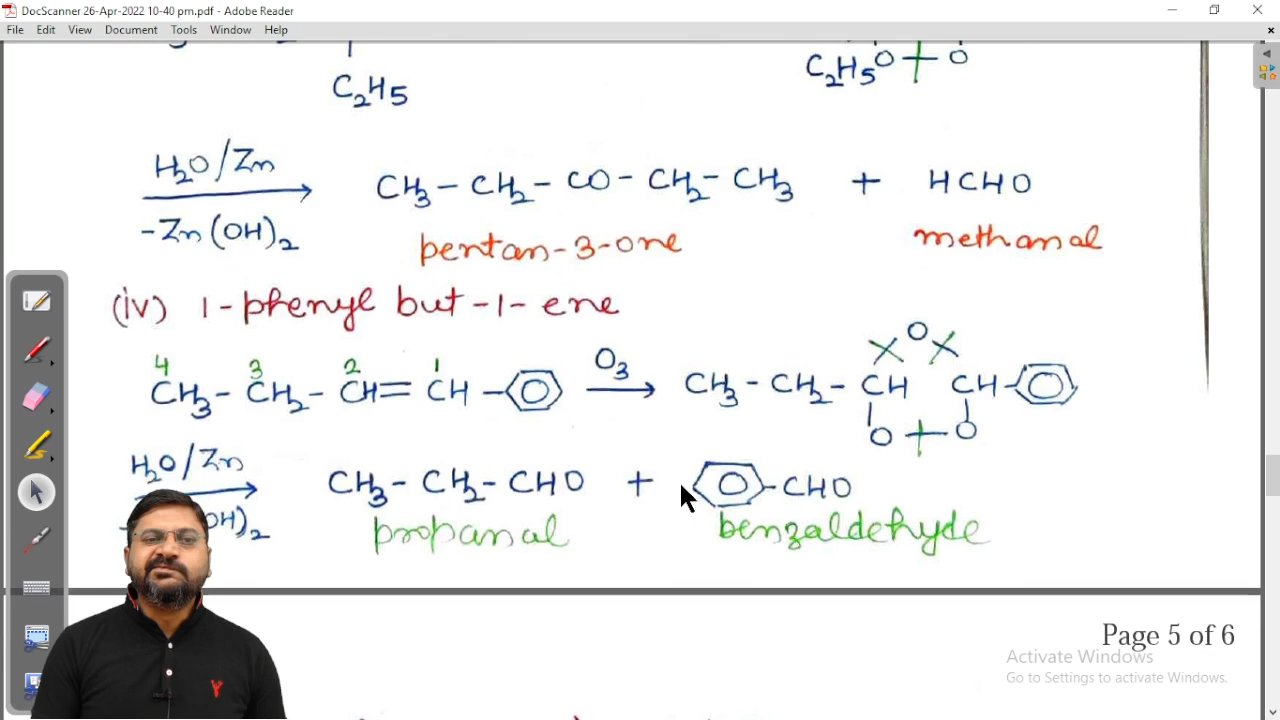 DocScanner 26-Apr-2022 10-40 pm.pdf - Adobe Reader
File Edit View Document Tools Window Help
C₂H₅
C₂H₅ O O
H₂O/Zn
-Zn(OH)₂
CH₃-CH₂-CO-CH₂-CH₃ + HCHO
pentan-3-one methanal
(iv) 1-phenyl but-1-ene
4 3 2 1
CH₃-CH₂-CH=CH- O₃ CH₃-CH₂-CH O CH-
O O
H₂O/Zn
CH₃-CH₂-CHO + -CHO
OH)₂
propanal benzaldehyde
Page 5 of 6
Activate Windows
Go to Settings to activate Windows.